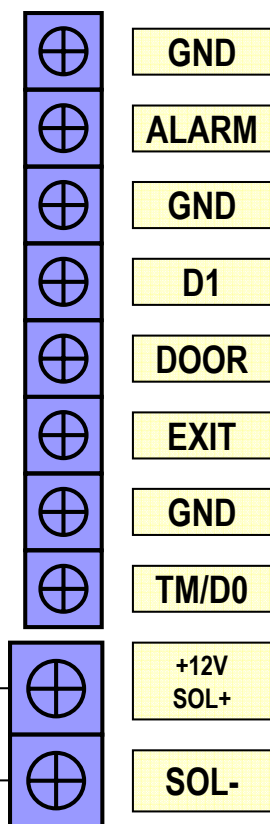 GND
ALARM
GND
D1
DOOR
EXIT
GND
TM/D0
+12V
SOL+
SOL-